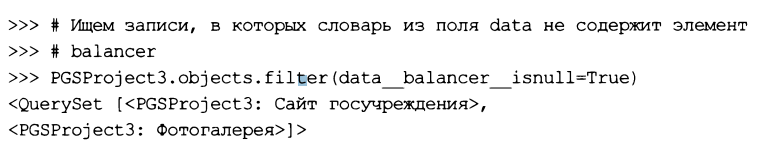 >>> # Ищем записи, в которых словарь из поля data не содержит элемент
>>> # balancer
>>> PGSProject3.objects.filter(data__balancer__isnull=True)
<QuerySet [<PGSProject3: Сайт госучреждения>,
<PGSProject3: Фотогалерея>]>